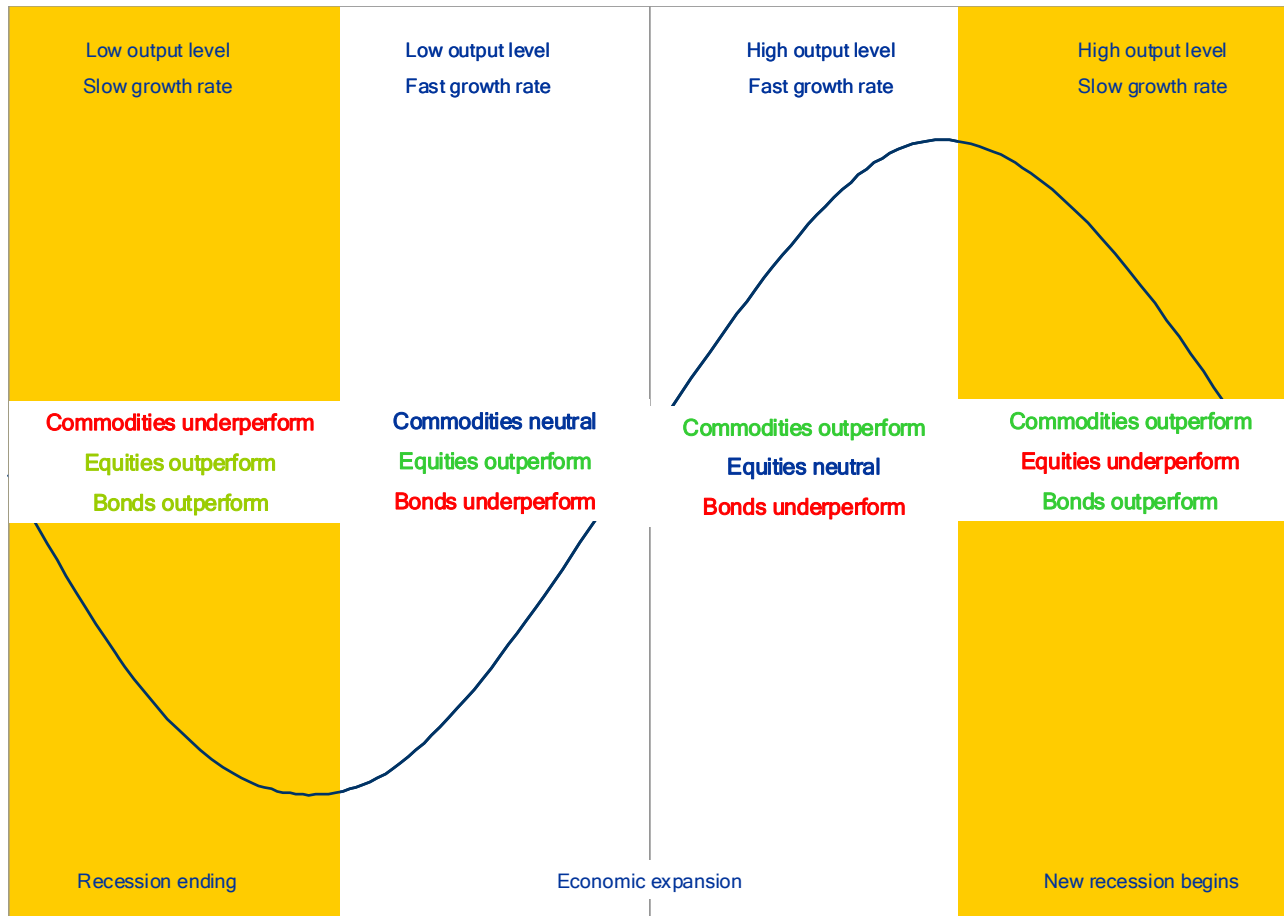 Low output level
Slow growth rate
Low output level
Fast growth rate
High output level
Fast growth rate
High output level
Slow growth rate
Commodities underperform
Equities outperform
Bonds outperform
Commodities neutral
Equities outperform
Bonds underperform
Commodities outperform
Equities neutral
Bonds underperform
Commodities outperform
Equities underperform
Bonds outperform
Recession ending
Economic expansion
New recession begins